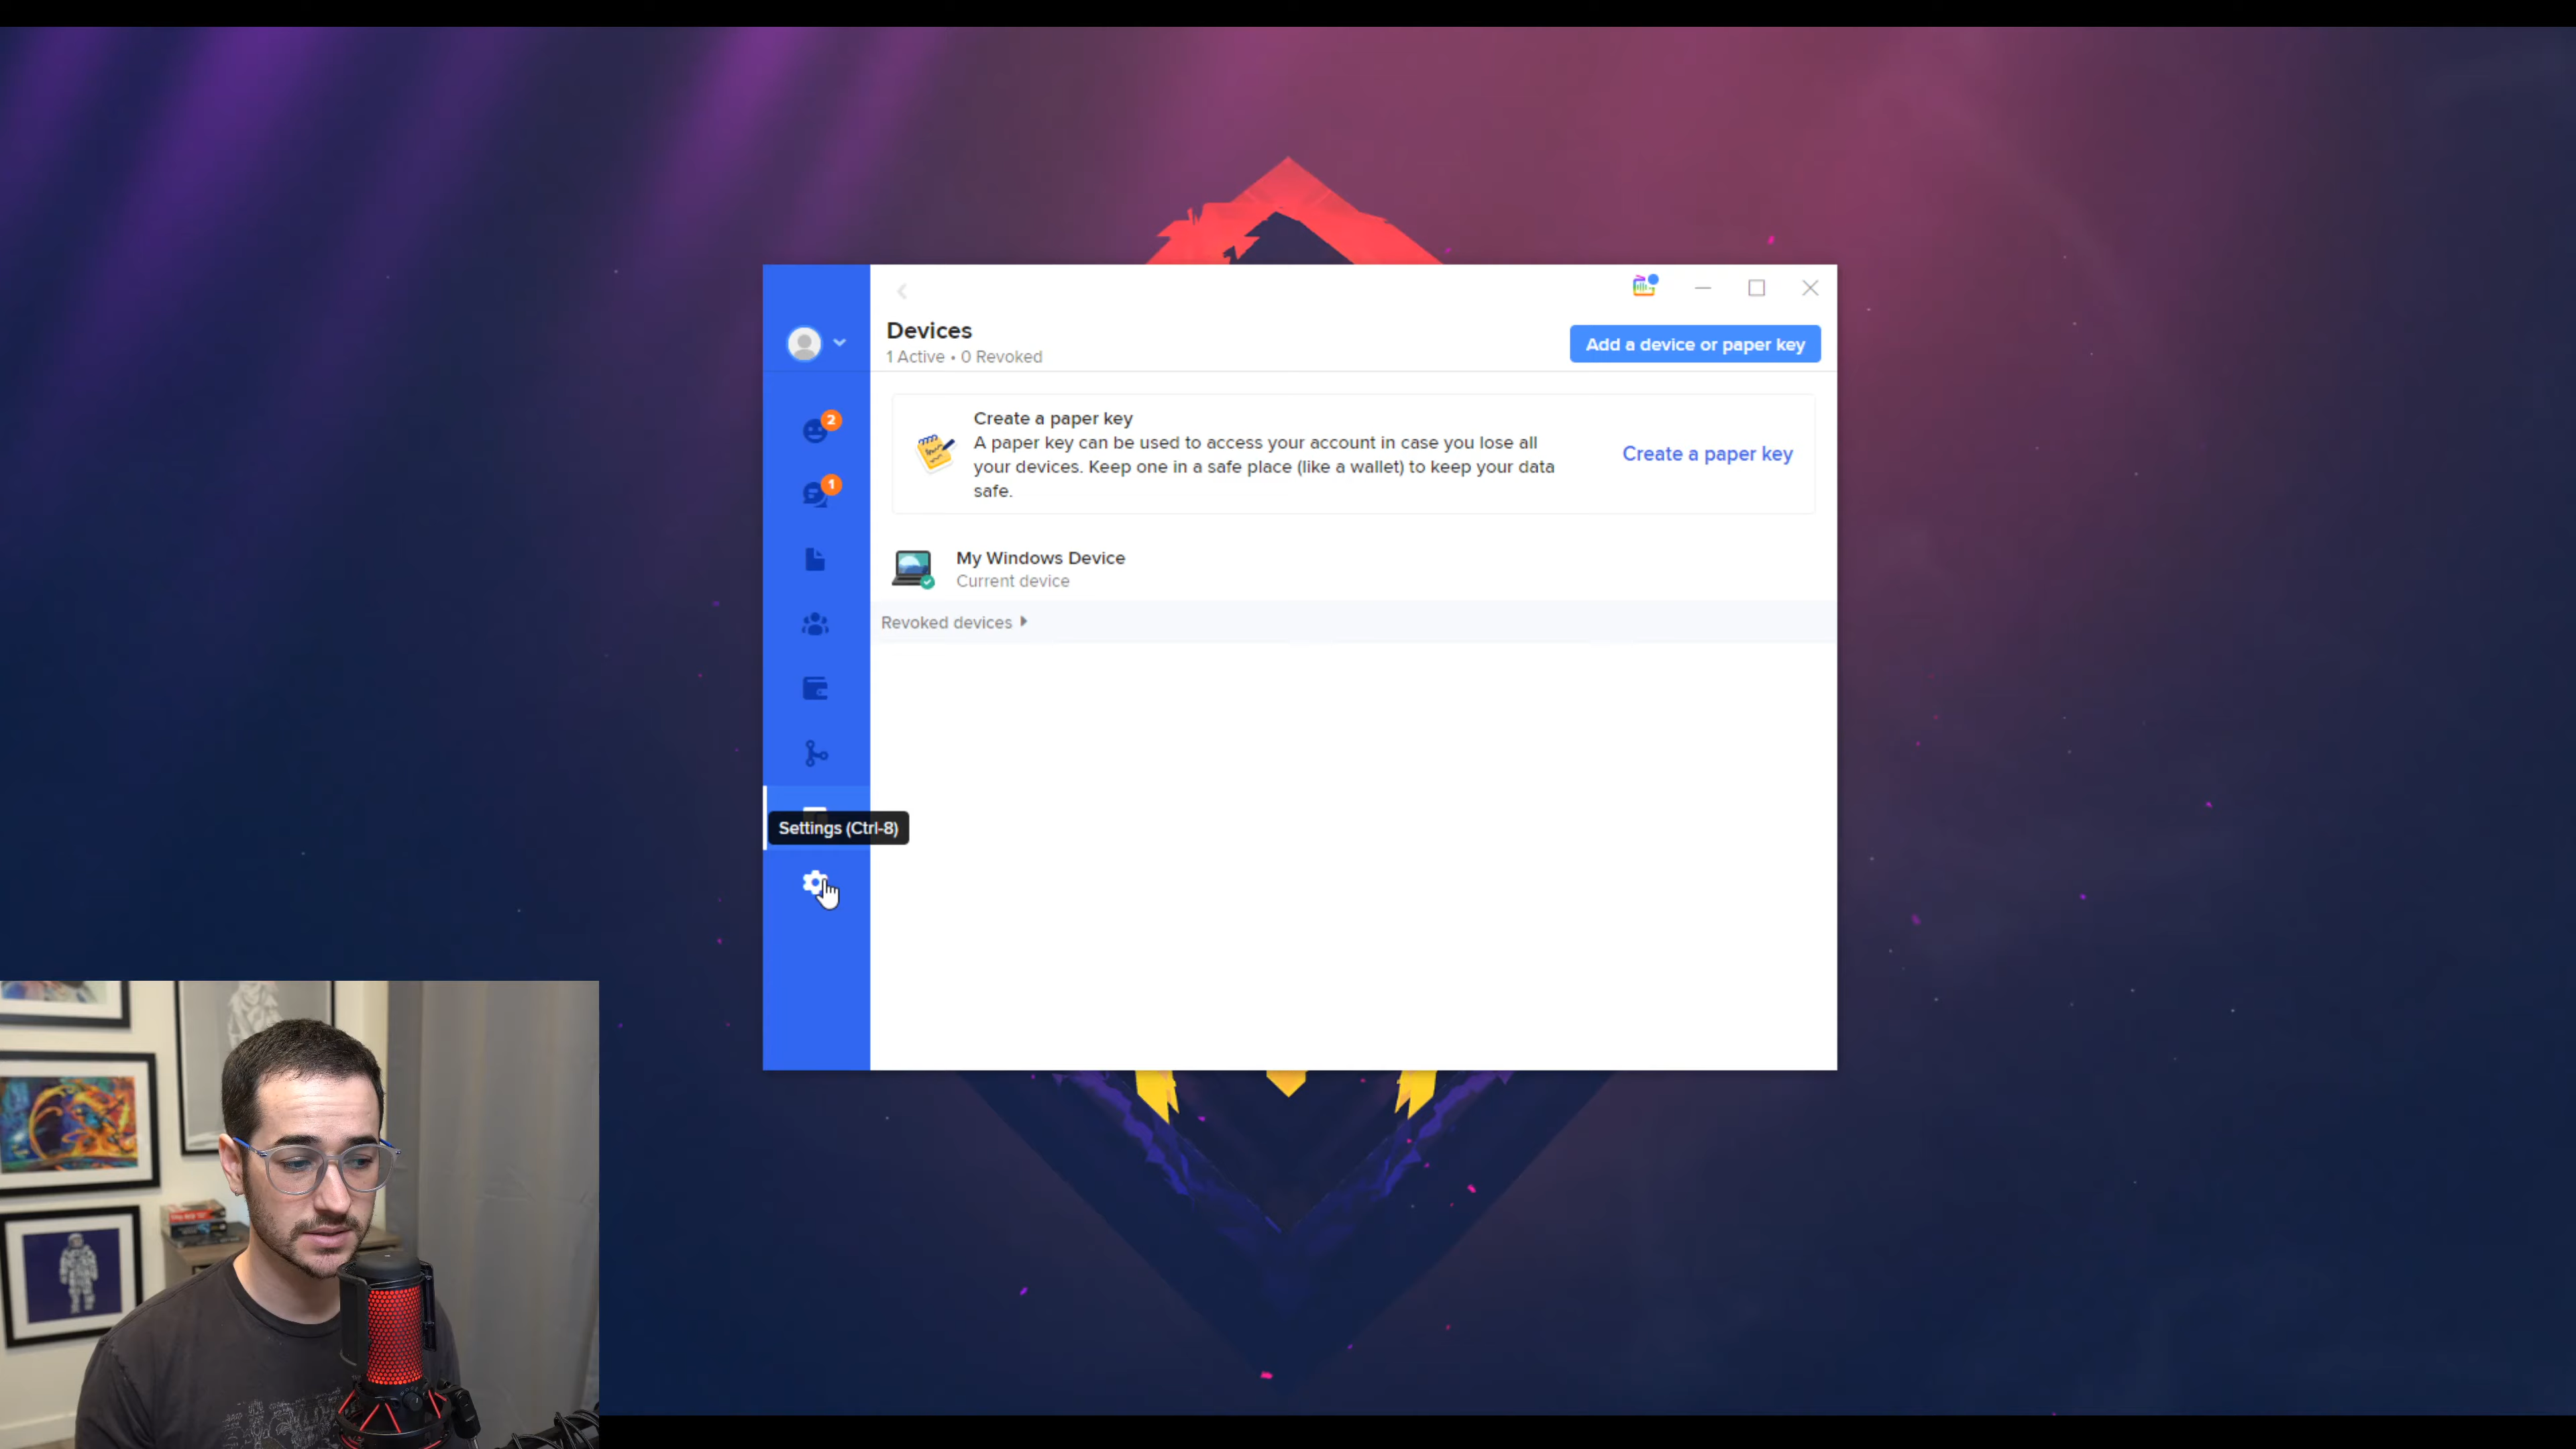 Devices
1 Active • 0 Revoked
Add a device or paper key
Create a paper key
A paper key can be used to access your account in case you lose all
your devices. Keep one in a safe place (like a wallet) to keep your data
safe.
Create a paper key
2
1
My Windows Device
Current device
Revoked devices
Settings (Ctrl-8)